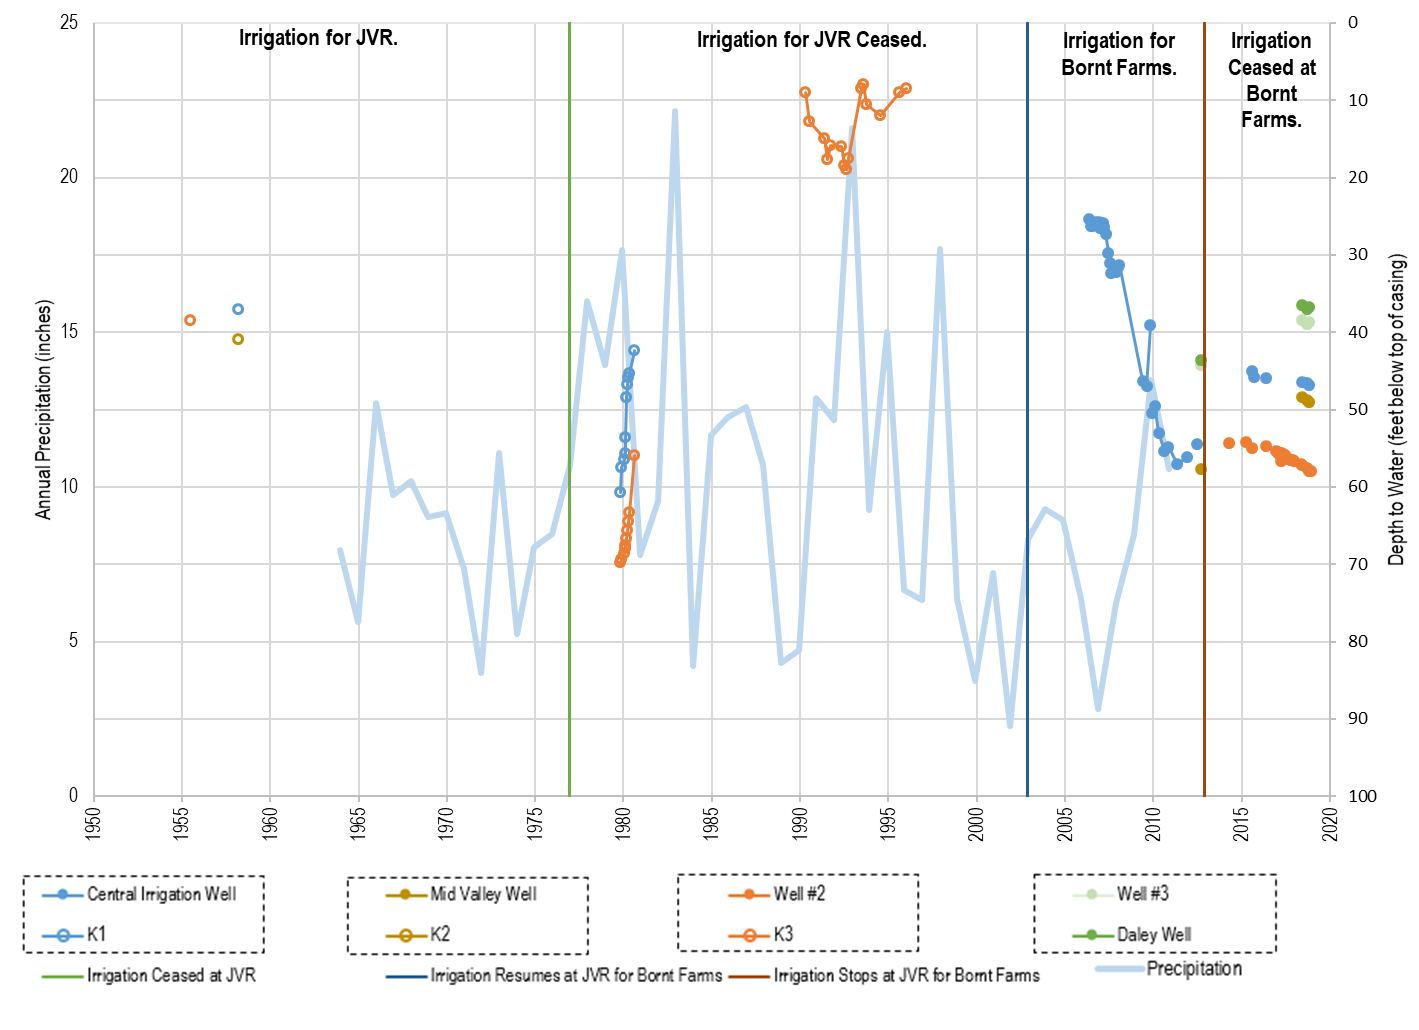 Irrigation for JVR.
Irrigation for JVR Ceased.
Irrigation for
Bornt Farms.
Irrigation
Ceased at
Bornt
Farms.
Annual Precipitation (inches)
25
20
15
10
5
0
Depth to Water (feet below top of casing)
0
10
20
30
40
50
60
70
80
90
100
1950
1955
1960
1965
1970
1975
1980
1985
1990
1995
2000
2005
2010
2015
2020
Central Irrigation Well
K1
Mid Valley Well
K2
Well #2
K3
Well #3
Daley Well
Irrigation Ceased at JVR
Irrigation Resumes at JVR for Bornt Farms
Irrigation Stops at JVR for Bornt Farms
Precipitation